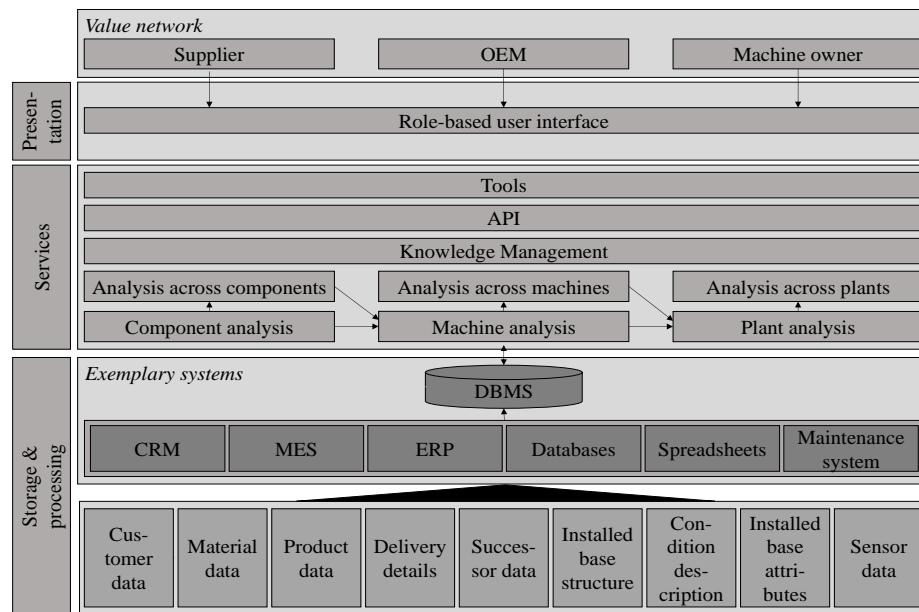 Value network
Supplier
OEM
Machine owner
Presen-
tation
Role-based user interface
Services
Tools
API
Knowledge Management
Analysis across components
Analysis across machines
Analysis across plants
Component analysis
Machine analysis
Plant analysis
Storage &
processing
Exemplary systems
DBMS
CRM
MES
ERP
Databases
Spreadsheets
Maintenance
system
Cus-
tomer
data
Material
data
Product
data
Delivery
details
Succes-
sor data
Installed
base
structure
Con-
dition
des-
cription
Installed
base
attri-
butes
Sensor
data